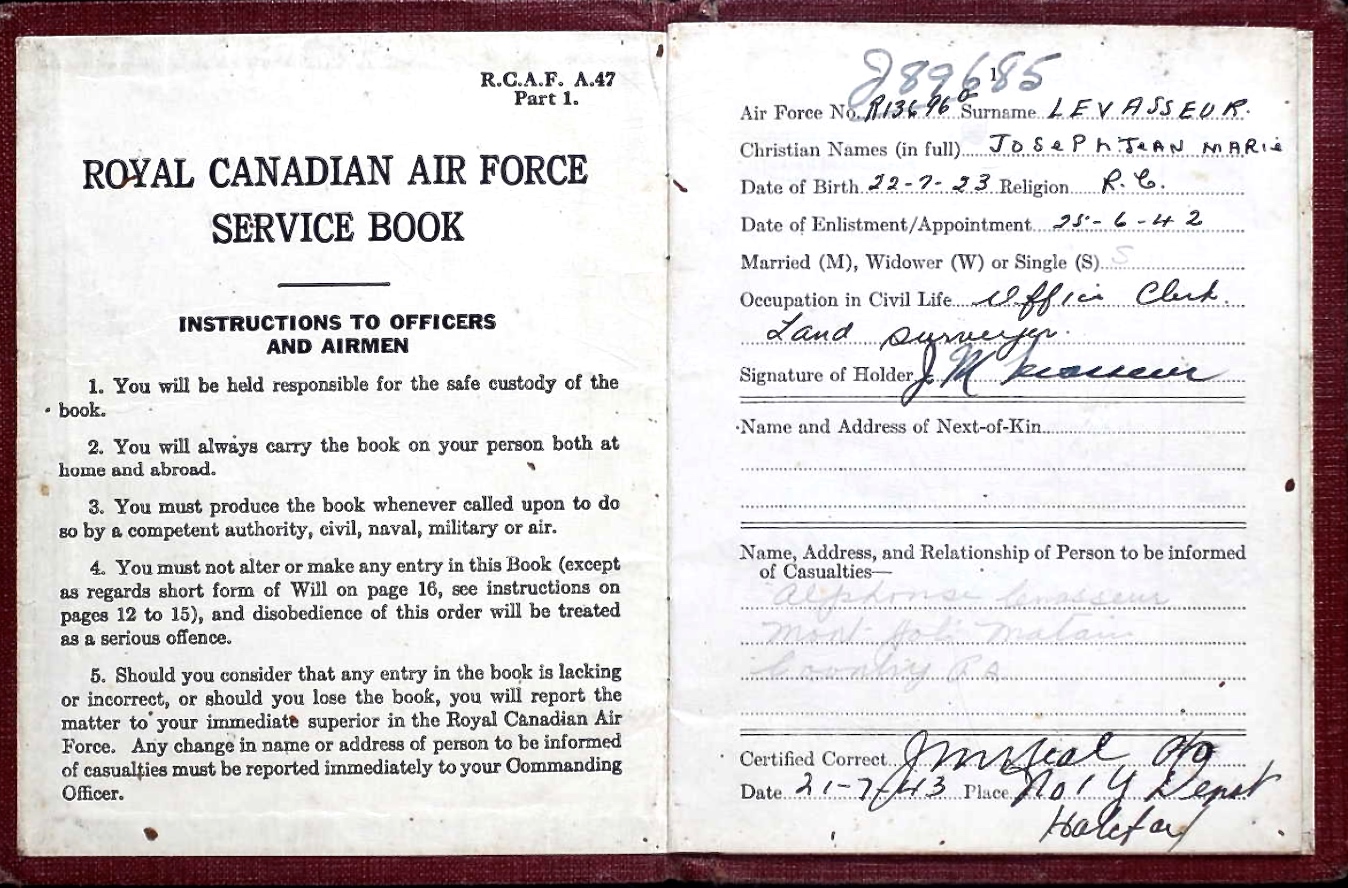 R.C.A.F. A.47
Part 1.
ROYAL CANADIAN AIR FORCE
SERVICE BOOK
INSTRUCTIONS TO OFFICERS
AND AIRMEN
1. You will be held responsible for the safe custody of the
book.
2. You will always carry the book on your person both at
home and abroad.
3. You must produce the book whenever called upon to do
so by a competent authority, civil, naval, military or air.
4. You must not alter or make any entry in this Book (except
as regards short form of Will on page 16, see instructions on
pages 12 to 15), and disobedience of this order will be treated
as a serious offence.
5. Should you consider that any entry in the book is lacking
or incorrect, or should you lose the book, you will report the
matter to your immediate superior in the Royal Canadian Air
Force. Any change in name or address of person to be informed
of casualties must be reported immediately to your Commanding
Officer.
J89685
1
Air Force No. R136960 Surname LEVASSEUR.
Christian Names (in full) JOSEPH JEAN MARIE
Date of Birth 22-7-23 Religion R.C.
Date of Enlistment/Appointment 25-6-42
Married (M), Widower (W) or Single (S) S
Occupation in Civil Life Office Clerk.
Land surveyor.
Signature of Holder J M Levasseur
Name and Address of Next-of-Kin
Name, Address, and Relationship of Person to be informed
of Casualties—
Alphonse Levasseur
Mont Joli Matain
County PQ
Certified Correct F/O
Date 21-7-43 Place No 1 Y Depot
Halifax